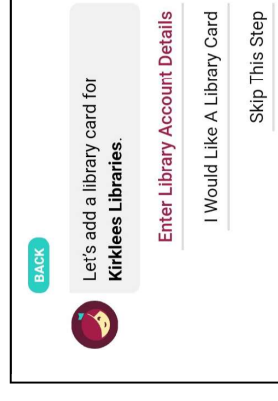 BACK
Let's add a library card for
Kirklees Libraries.
Enter Library Account Details
I Would Like A Library Card
Skip This Step